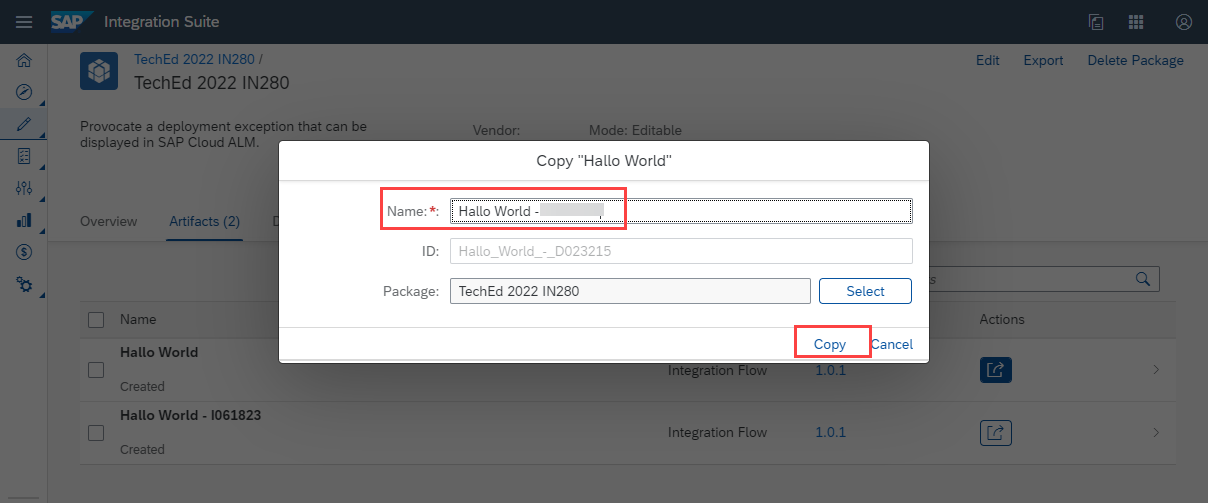 SAP Integration Suite
TechEd 2022 IN280 /
TechEd 2022 IN280
Edit Export Delete Package
Provocate a deployment exception that can be
displayed in SAP Cloud ALM.
Vendor: Mode: Editable
Copy "Hallo World"
Name:*: Hallo World -
ID: Hallo_World_-_D023215
Package: TechEd 2022 IN280 Select
Copy Cancel
Overview Artifacts (2) D
Name Actions
Hallo World
Created
Integration Flow 1.0.1
Hallo World - I061823
Created
Integration Flow 1.0.1